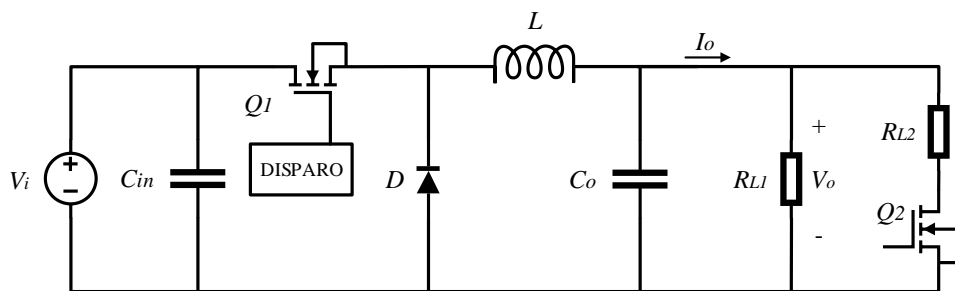 L
Io
Q1
DISPARO
Vi
+
−
Cin
D
Co
RL1
+
Vo
-
RL2
Q2